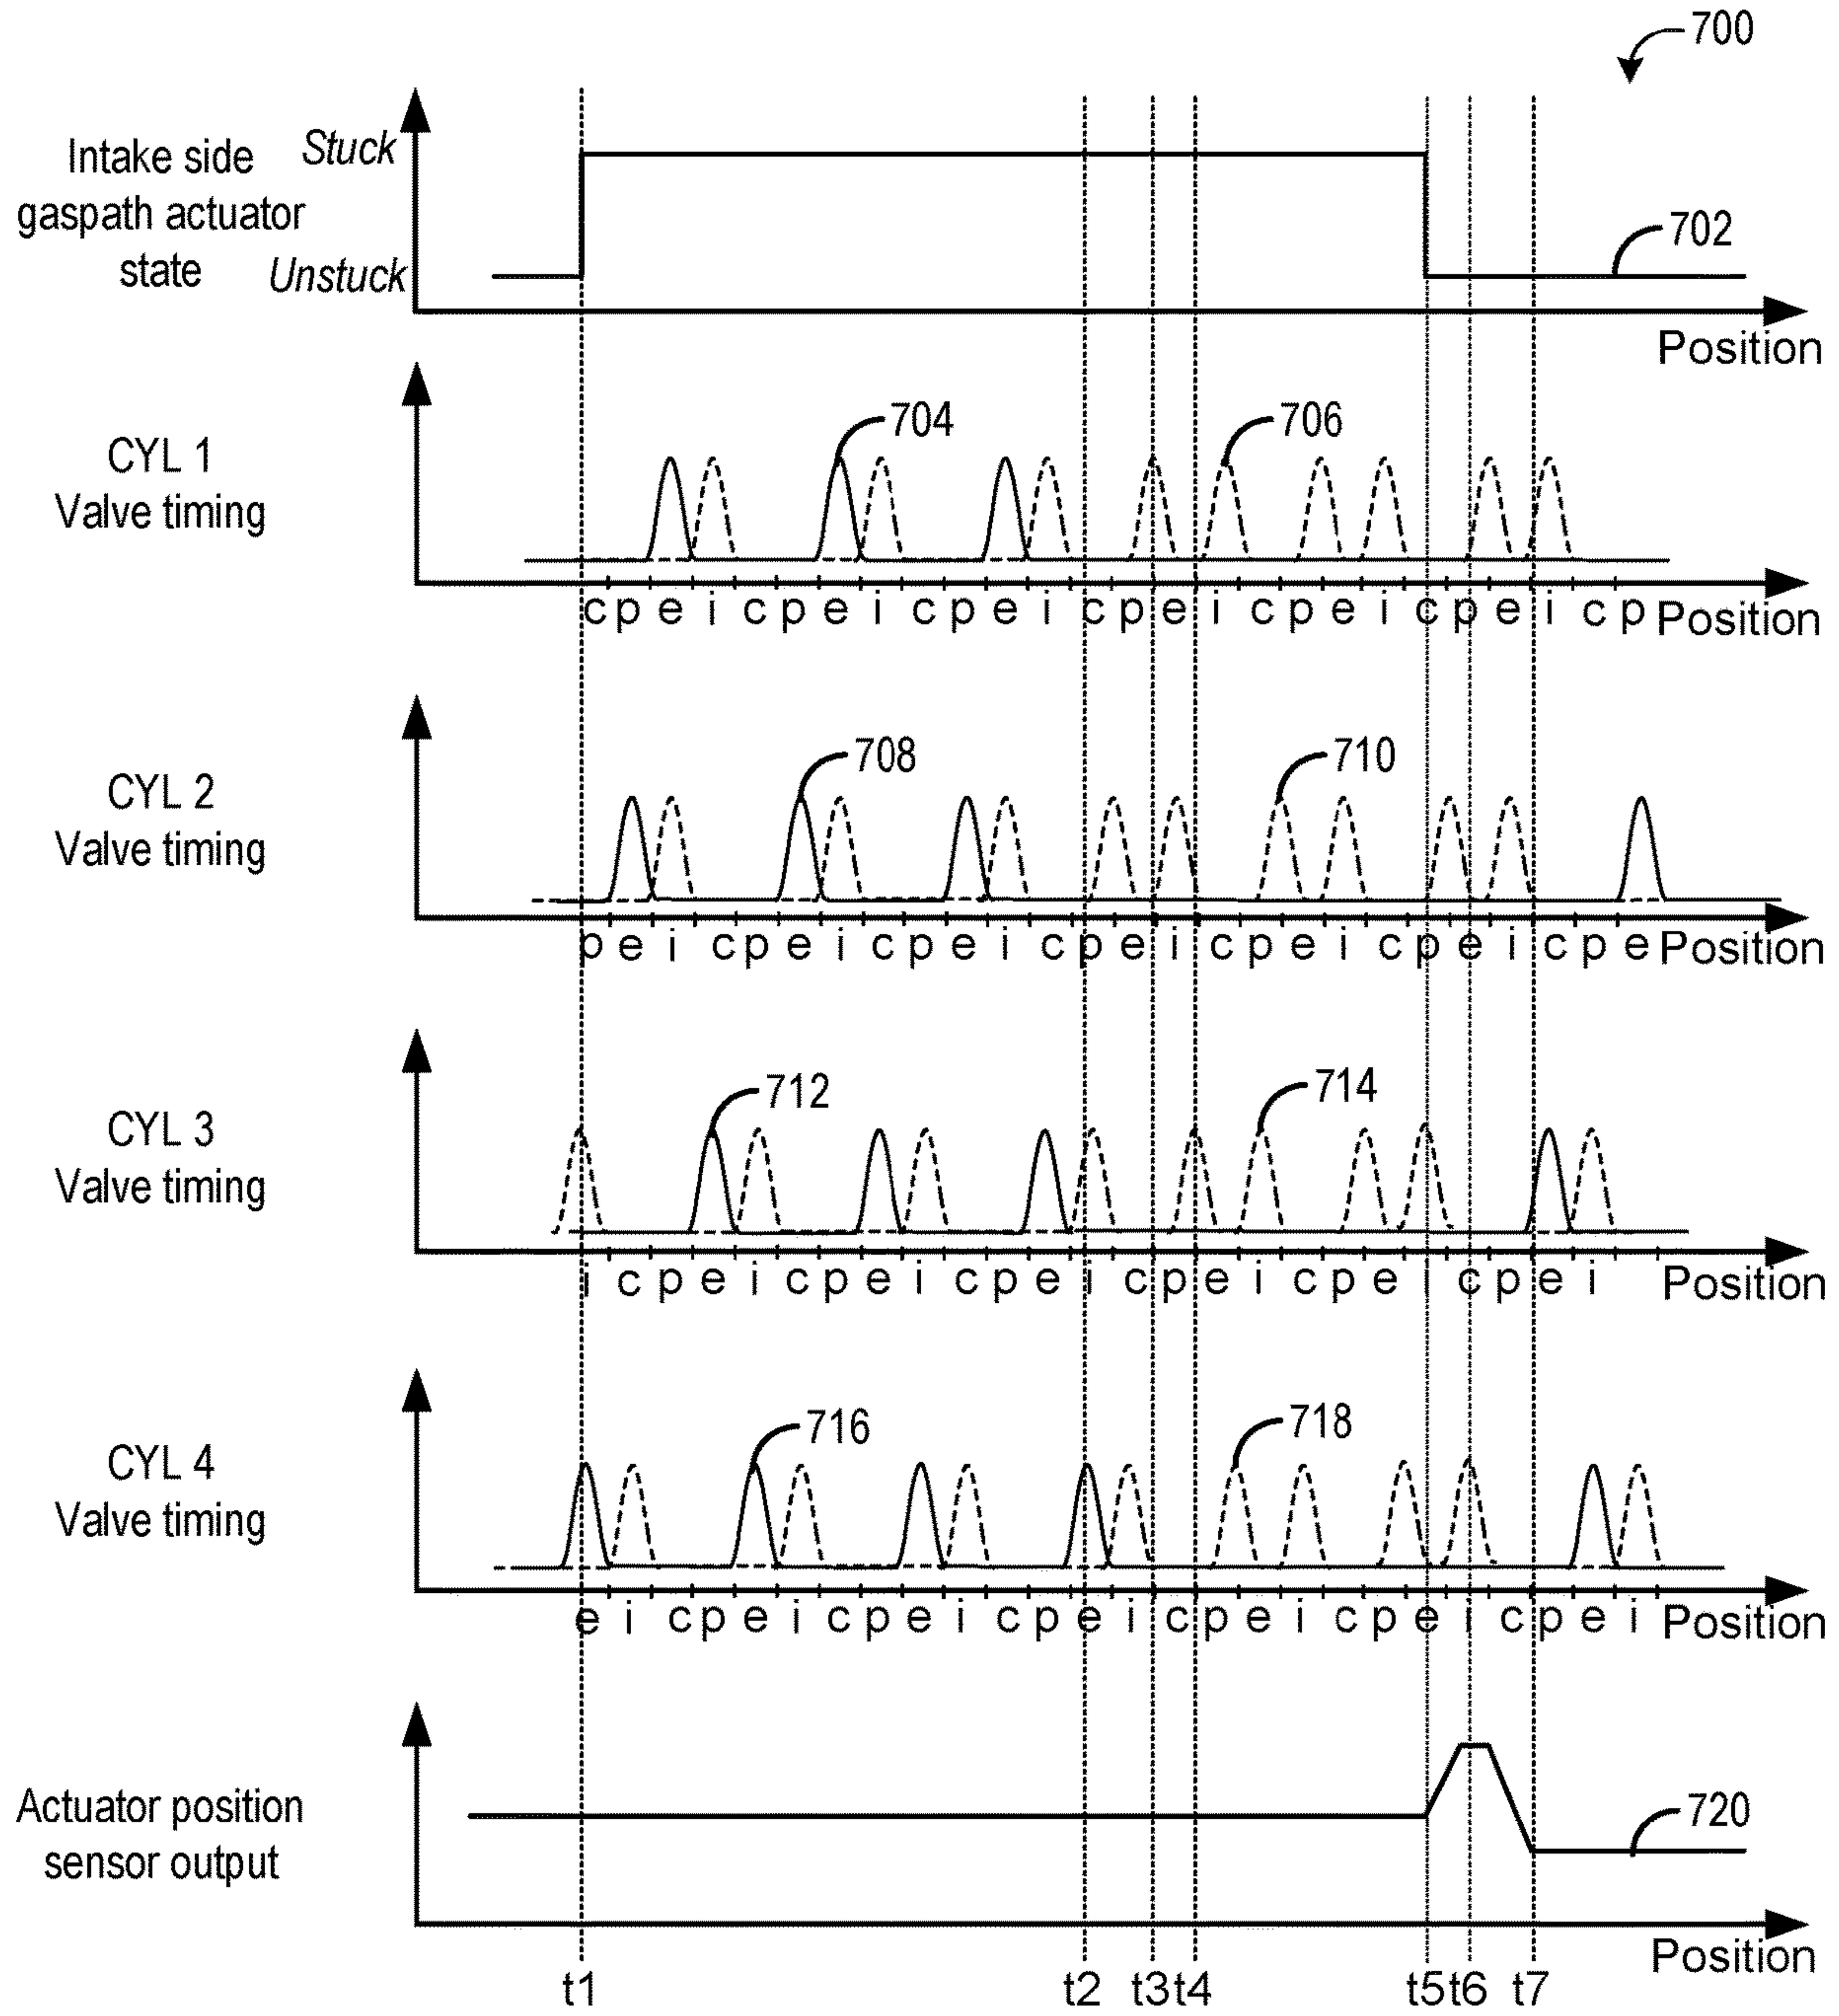 700
Intake side
gaspath actuator
state
Stuck
Unstuck
702
Position
CYL 1
Valve timing
704
706
c p e i c p e i c p e i c p e i c p e i c p e i c p
Position
CYL 2
Valve timing
708
710
p e i c p e i c p e i c p e i c p e i c p e i c p e
Position
CYL 3
Valve timing
712
714
i c p e i c p e i c p e i c p e i c p e i c p e i
Position
CYL 4
Valve timing
716
718
e i c p e i c p e i c p e i c p e i c p e i c p e i
Position
Actuator position
sensor output
720
Position
t1 t2 t3 t4 t5 t6 t7